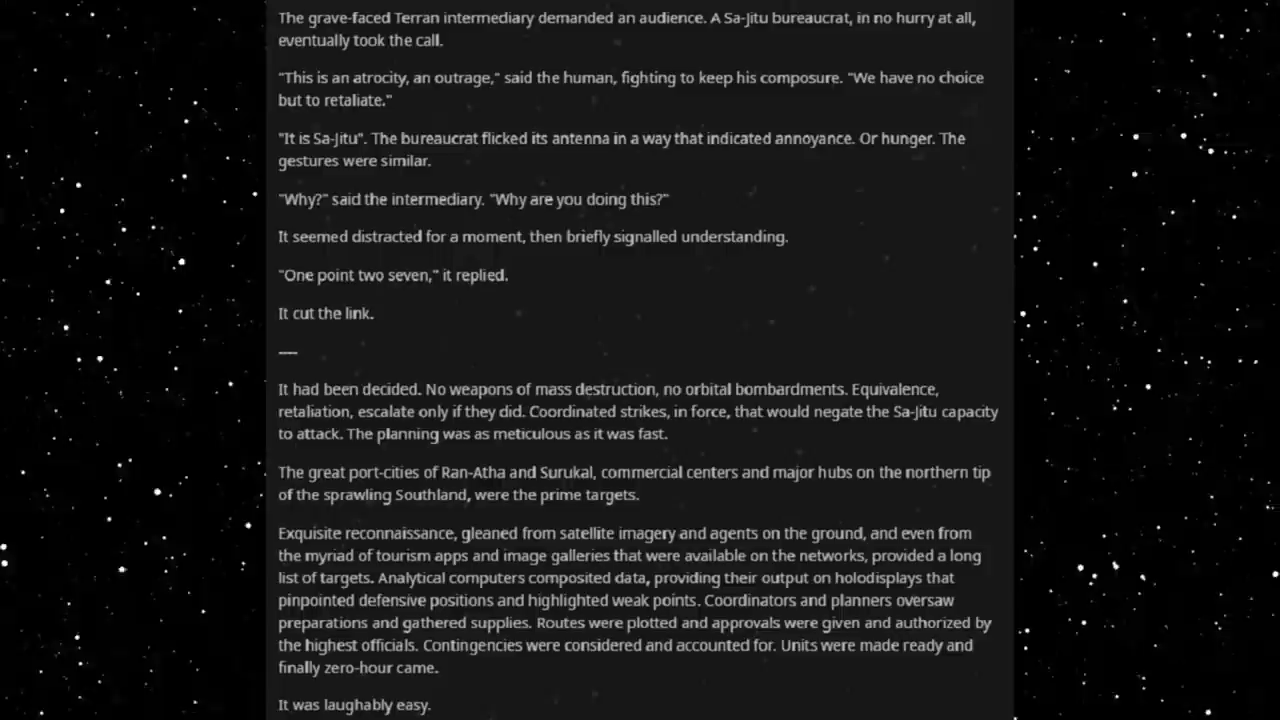 The grave-faced Terran intermediary demanded an audience. A Sa-Jitu bureaucrat, in no hurry at all,
eventually took the call.
"This is an atrocity, an outrage," said the human, fighting to keep his composure. "We have no choice
but to retaliate."
"It is Sa-Jitu". The bureaucrat flicked its antenna in a way that indicated annoyance. Or hunger. The
gestures were similar.
"Why?" said the intermediary. "Why are you doing this?"
It seemed distracted for a moment, then briefly signalled understanding.
"One point two seven," it replied.
It cut the link.
—
It had been decided. No weapons of mass destruction, no orbital bombardments. Equivalence,
retaliation, escalate only if they did. Coordinated strikes, in force, that would negate the Sa-Jitu capacity
to attack. The planning was as meticulous as it was fast.
The great port-cities of Ran-Atha and Surukal, commercial centers and major hubs on the northern tip
of the sprawling Southland, were the prime targets.
Exquisite reconnaissance, gleaned from satellite imagery and agents on the ground, and even from
the myriad of tourism apps and image galleries that were available on the networks, provided a long
list of targets. Analytical computers composited data, providing their output on holodisplays that
pinpointed defensive positions and highlighted weak points. Coordinators and planners oversaw
preparations and gathered supplies. Routes were plotted and approvals were given and authorized by
the highest officials. Contingencies were considered and accounted for. Units were made ready and
finally zero-hour came.
It was laughably easy.